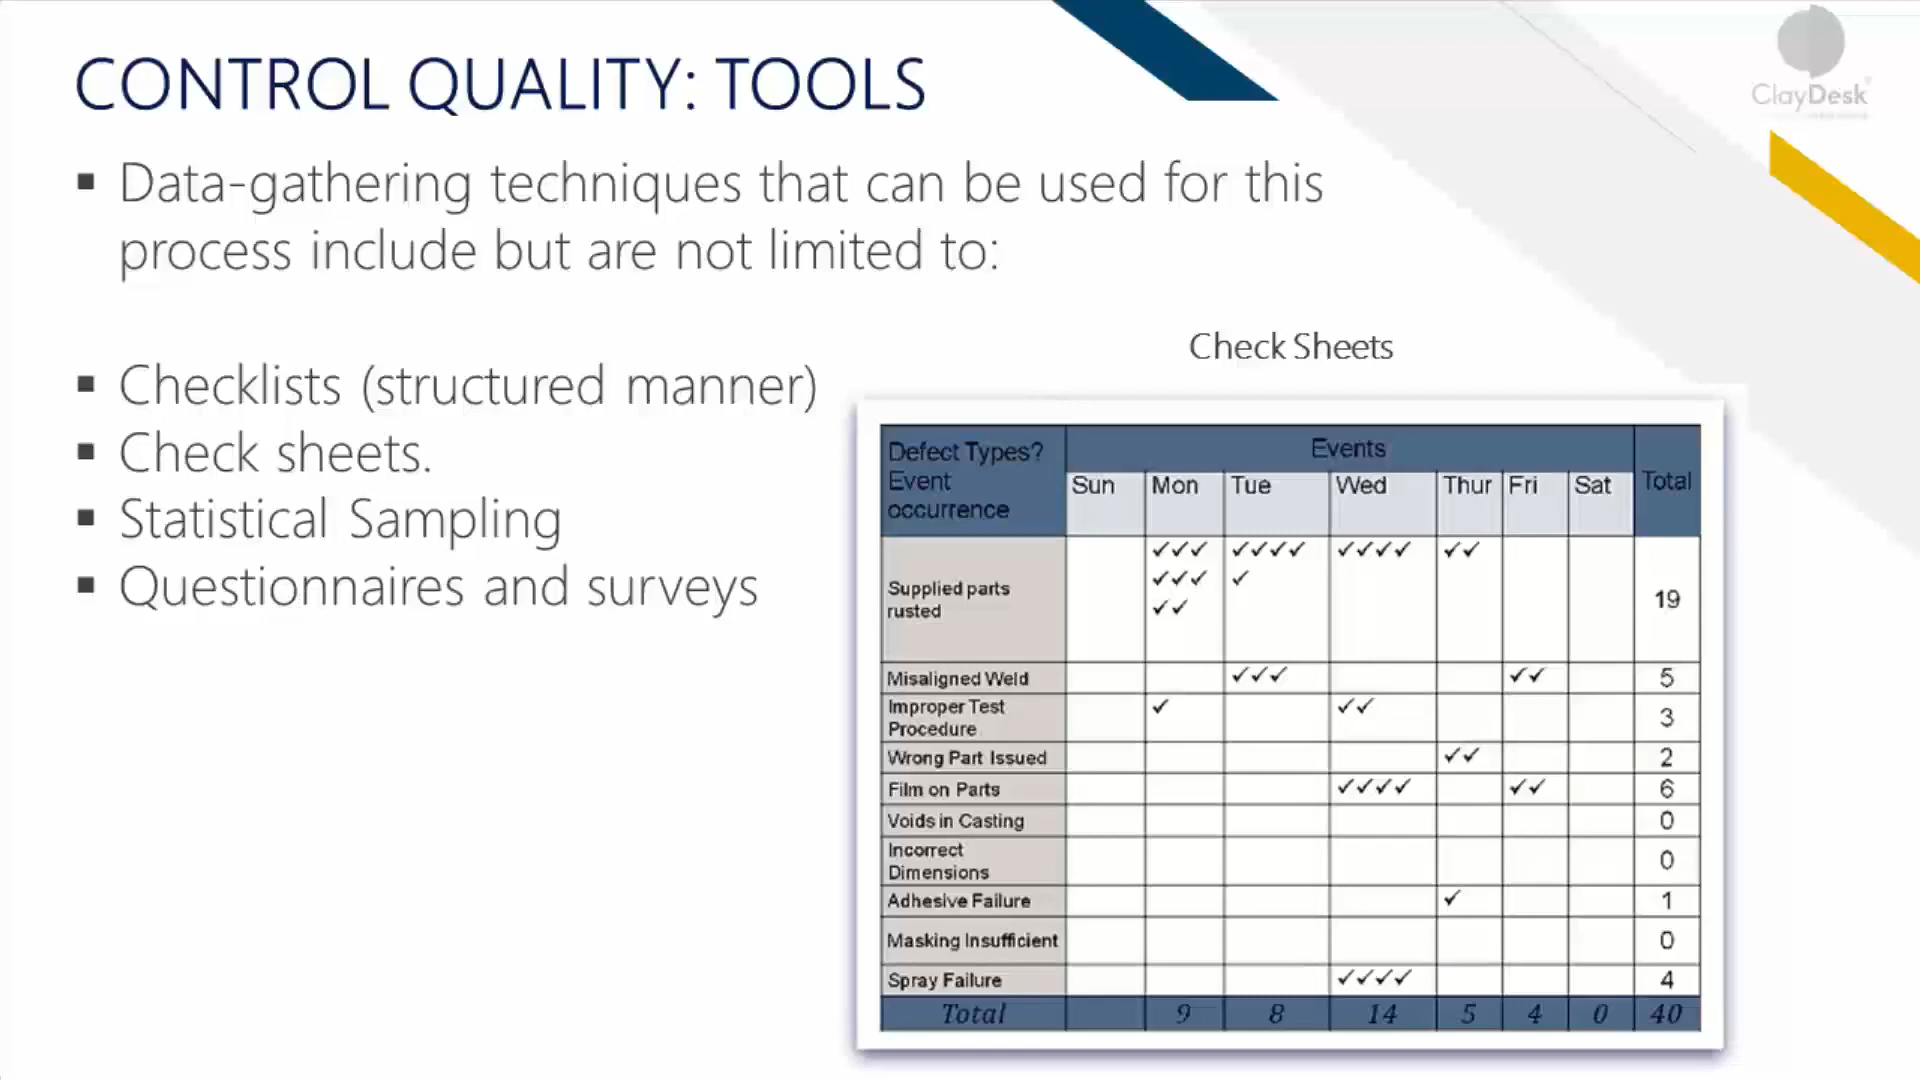 CONTROL QUALITY: TOOLS
ClayDesk
▪ Data-gathering techniques that can be used for this
process include but are not limited to:
▪ Checklists (structured manner)
▪ Check sheets.
▪ Statistical Sampling
▪ Questionnaires and surveys
Check Sheets
Defect Types?
Event
occurrence
Events
Total
Sun Mon Tue Wed Thur Fri Sat
Supplied parts
rusted
✓✓✓ ✓✓✓✓ ✓✓✓✓ ✓✓
✓✓✓ ✓
✓✓
19
Misaligned Weld ✓✓✓ ✓✓ 5
Improper Test
Procedure
✓ ✓✓ 3
Wrong Part Issued ✓✓ 2
Film on Parts ✓✓✓✓ ✓✓ 6
Voids in Casting 0
Incorrect
Dimensions
0
Adhesive Failure ✓ 1
Masking Insufficient 0
Spray Failure ✓✓✓✓ 4
Total 9 8 14 5 4 0 40